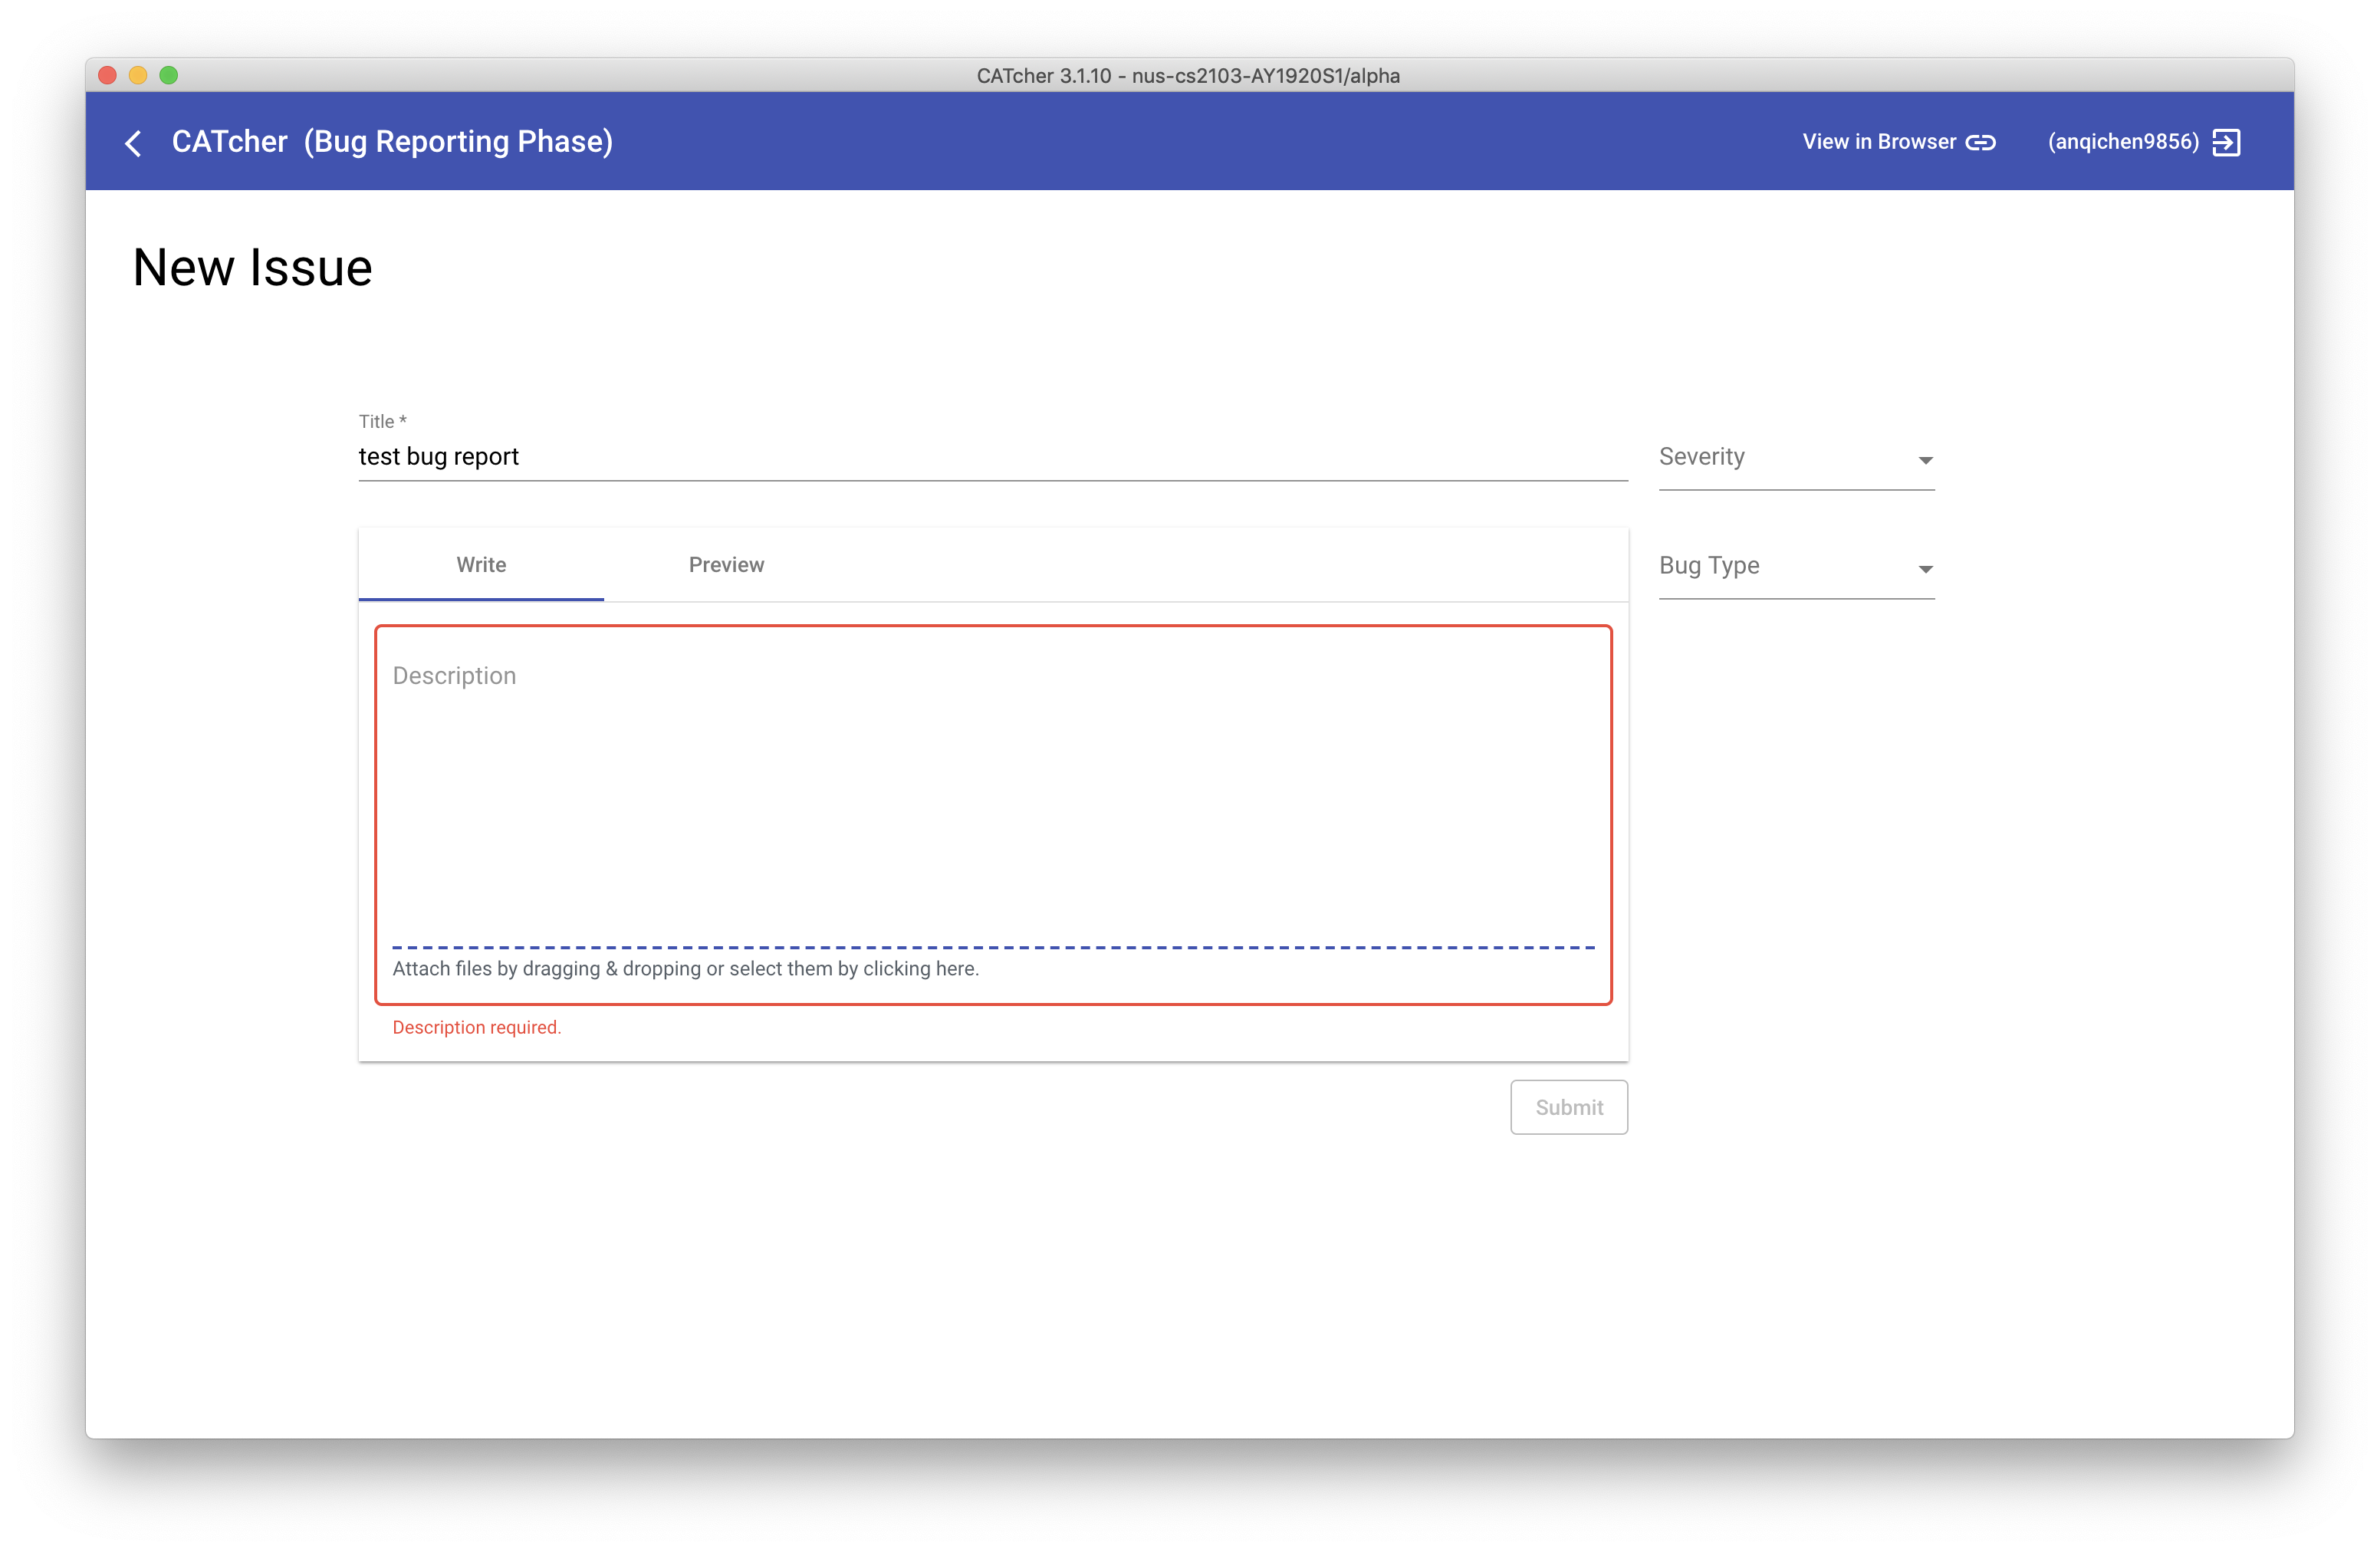 CATcher 3.1.10 - nus-cs2103-AY1920S1/alpha
CATcher (Bug Reporting Phase)
View in Browser
(anqichen9856)
New Issue
Title *
test bug report
Severity
Write
Preview
Bug Type
Description
Attach files by dragging & dropping or select them by clicking here.
Description required.
Submit